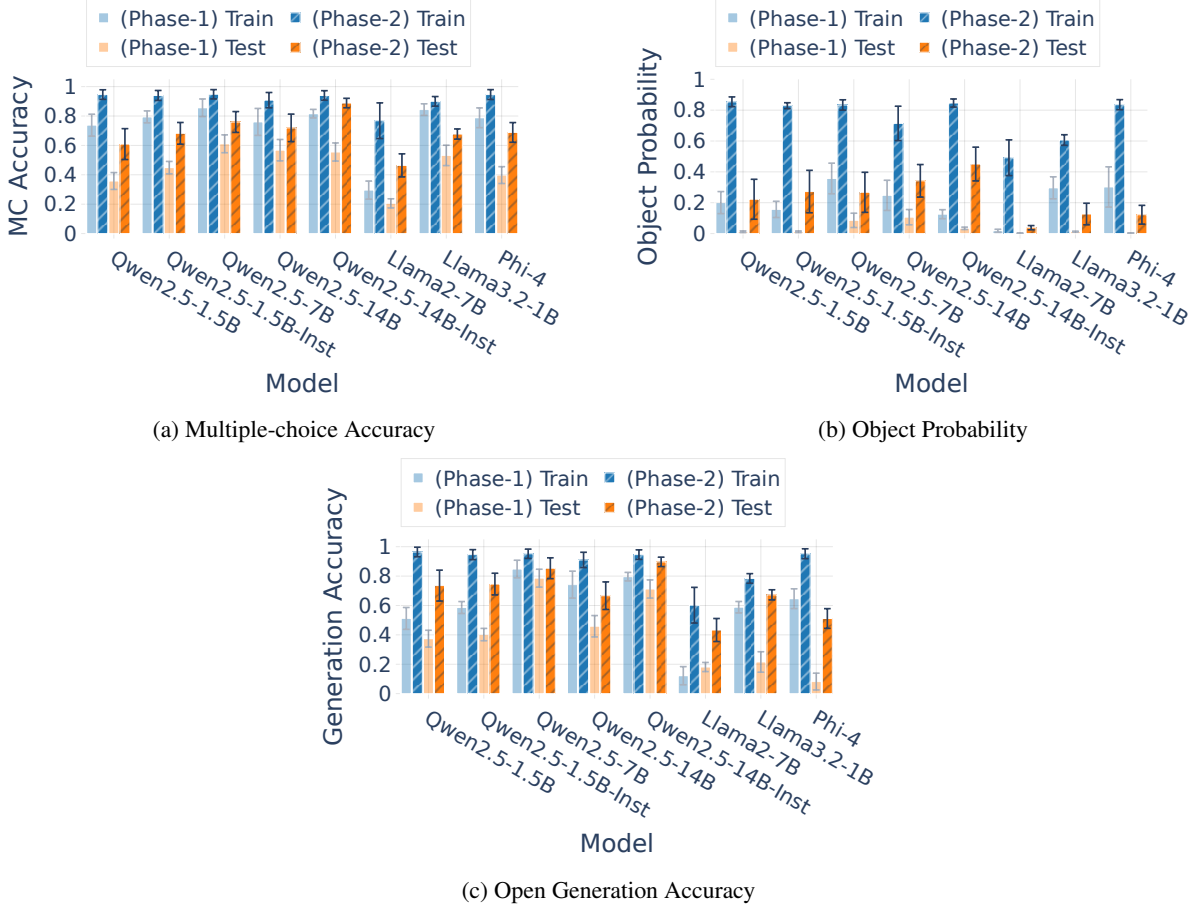 (Phase-1) Train
(Phase-2) Train
(Phase-1) Test
(Phase-2) Test
MC Accuracy
1
0.8
0.6
0.4
0.2
0
Qwen2.5-1.5B
Qwen2.5-1.5B-Inst
Qwen2.5-7B
Qwen2.5-14B
Qwen2.5-14B-Inst
Llama2-7B
Llama3.2-1B
Phi-4
Model
(a) Multiple-choice Accuracy
(Phase-1) Train
(Phase-2) Train
(Phase-1) Test
(Phase-2) Test
Object Probability
1
0.8
0.6
0.4
0.2
0
Qwen2.5-1.5B
Qwen2.5-1.5B-Inst
Qwen2.5-7B
Qwen2.5-14B
Qwen2.5-14B-Inst
Llama2-7B
Llama3.2-1B
Phi-4
Model
(b) Object Probability
(Phase-1) Train
(Phase-2) Train
(Phase-1) Test
(Phase-2) Test
Generation Accuracy
1
0.8
0.6
0.4
0.2
0
Qwen2.5-1.5B
Qwen2.5-1.5B-Inst
Qwen2.5-7B
Qwen2.5-14B
Qwen2.5-14B-Inst
Llama2-7B
Llama3.2-1B
Phi-4
Model
(c) Open Generation Accuracy